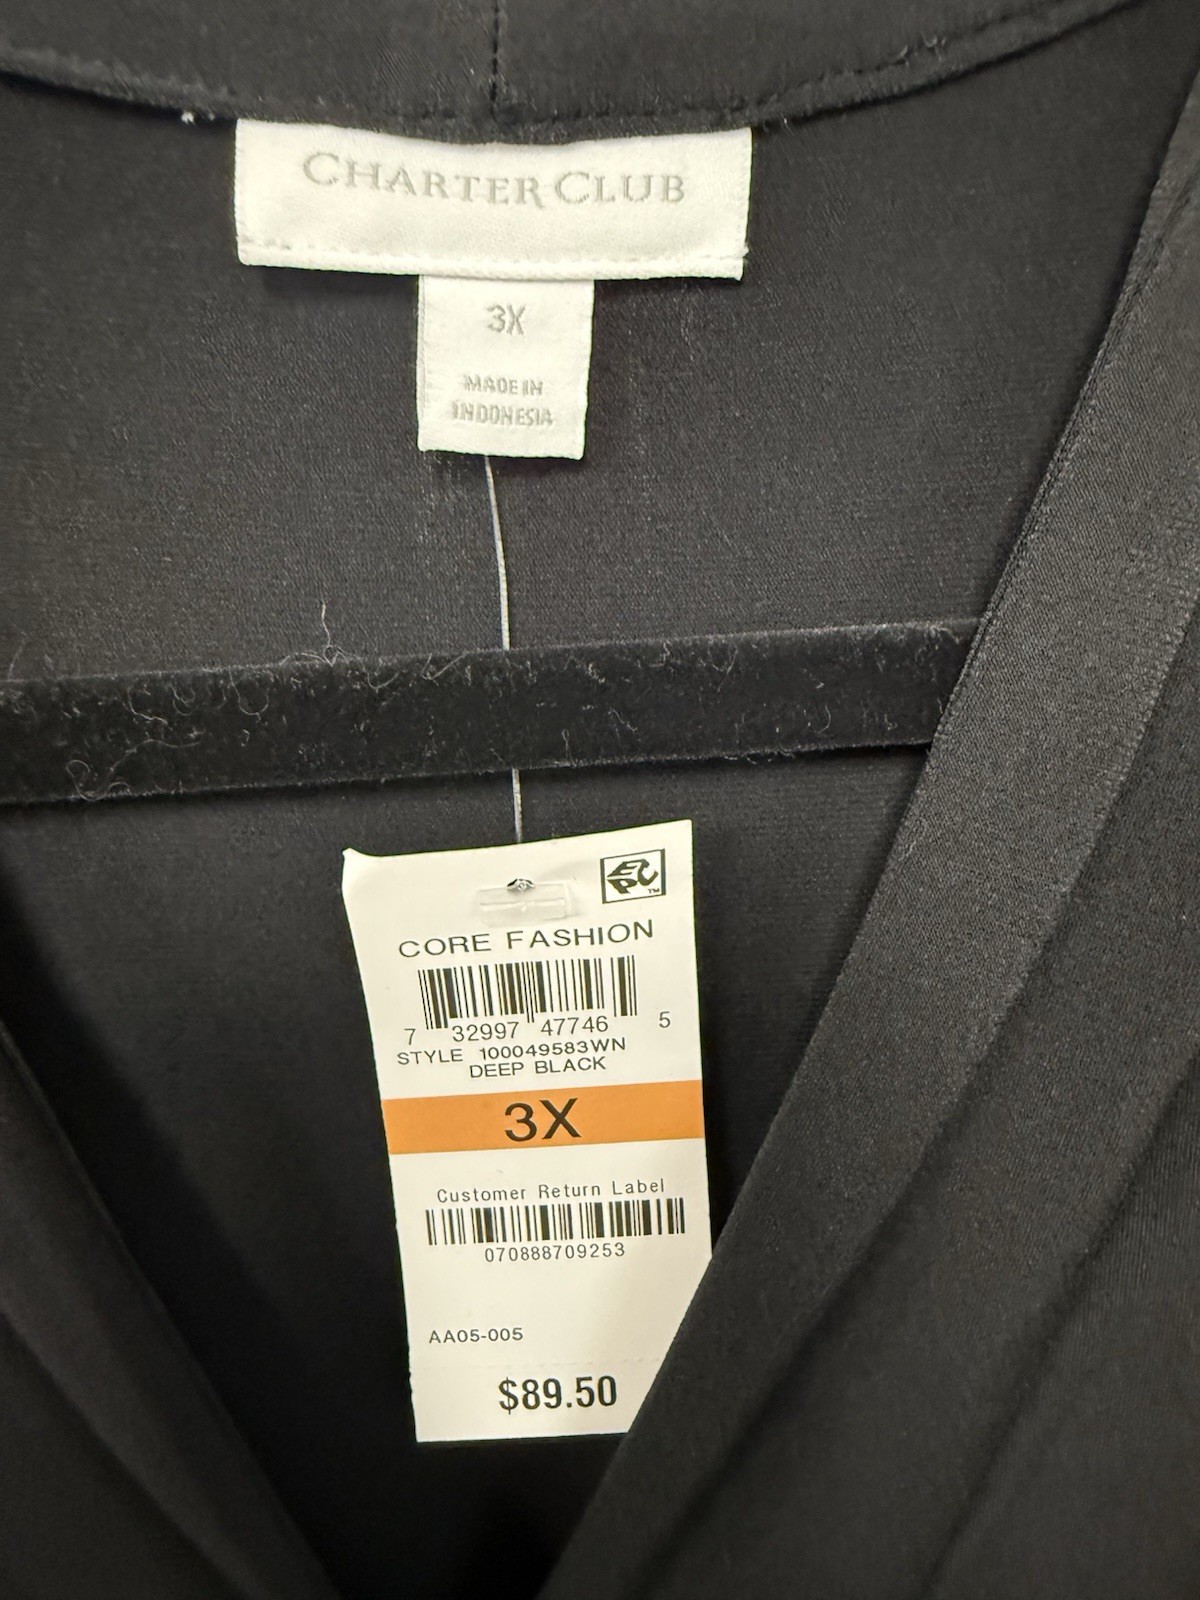 CHARTER CLUB
3X
MADE IN
INDONESIA
EPC™
CORE FASHION
7 32997 47746 5
STYLE 100049583WN
DEEP BLACK
3X
Customer Return Label
070888709253
AA05-005
$89.50